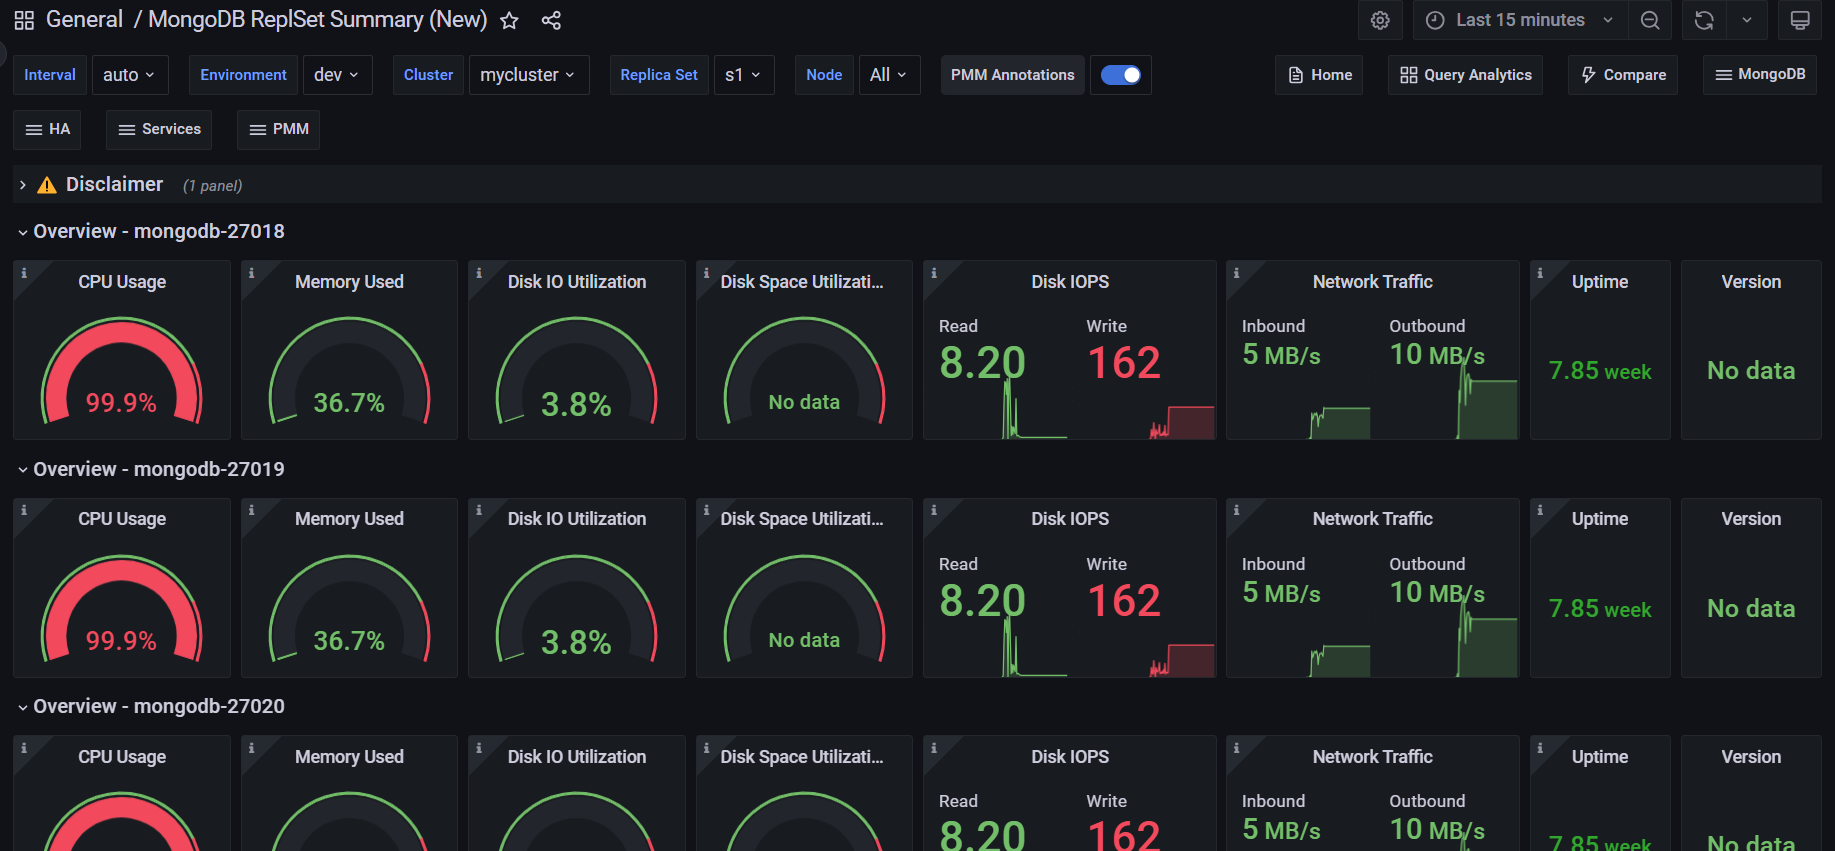 General / MongoDB ReplSet Summary (New)
Last 15 minutes
Interval auto Environment dev Cluster mycluster Replica Set s1 Node All PMM Annotations Home Query Analytics Compare MongoDB
HA Services PMM
Disclaimer (1 panel)
Overview - mongodb-27018
CPU Usage Memory Used Disk IO Utilization Disk Space Utilizati... Disk IOPS Network Traffic Uptime Version
Read Write Inbound Outbound
8.20 162 5 MB/s 10 MB/s
99.9% 36.7% 3.8% No data 7.85 week No data
Overview - mongodb-27019
CPU Usage Memory Used Disk IO Utilization Disk Space Utilizati... Disk IOPS Network Traffic Uptime Version
Read Write Inbound Outbound
8.20 162 5 MB/s 10 MB/s
99.9% 36.7% 3.8% No data 7.85 week No data
Overview - mongodb-27020
CPU Usage Memory Used Disk IO Utilization Disk Space Utilizati... Disk IOPS Network Traffic Uptime Version
Read Write Inbound Outbound
8.20 162 5 MB/s 10 MB/s
7.85 week No data